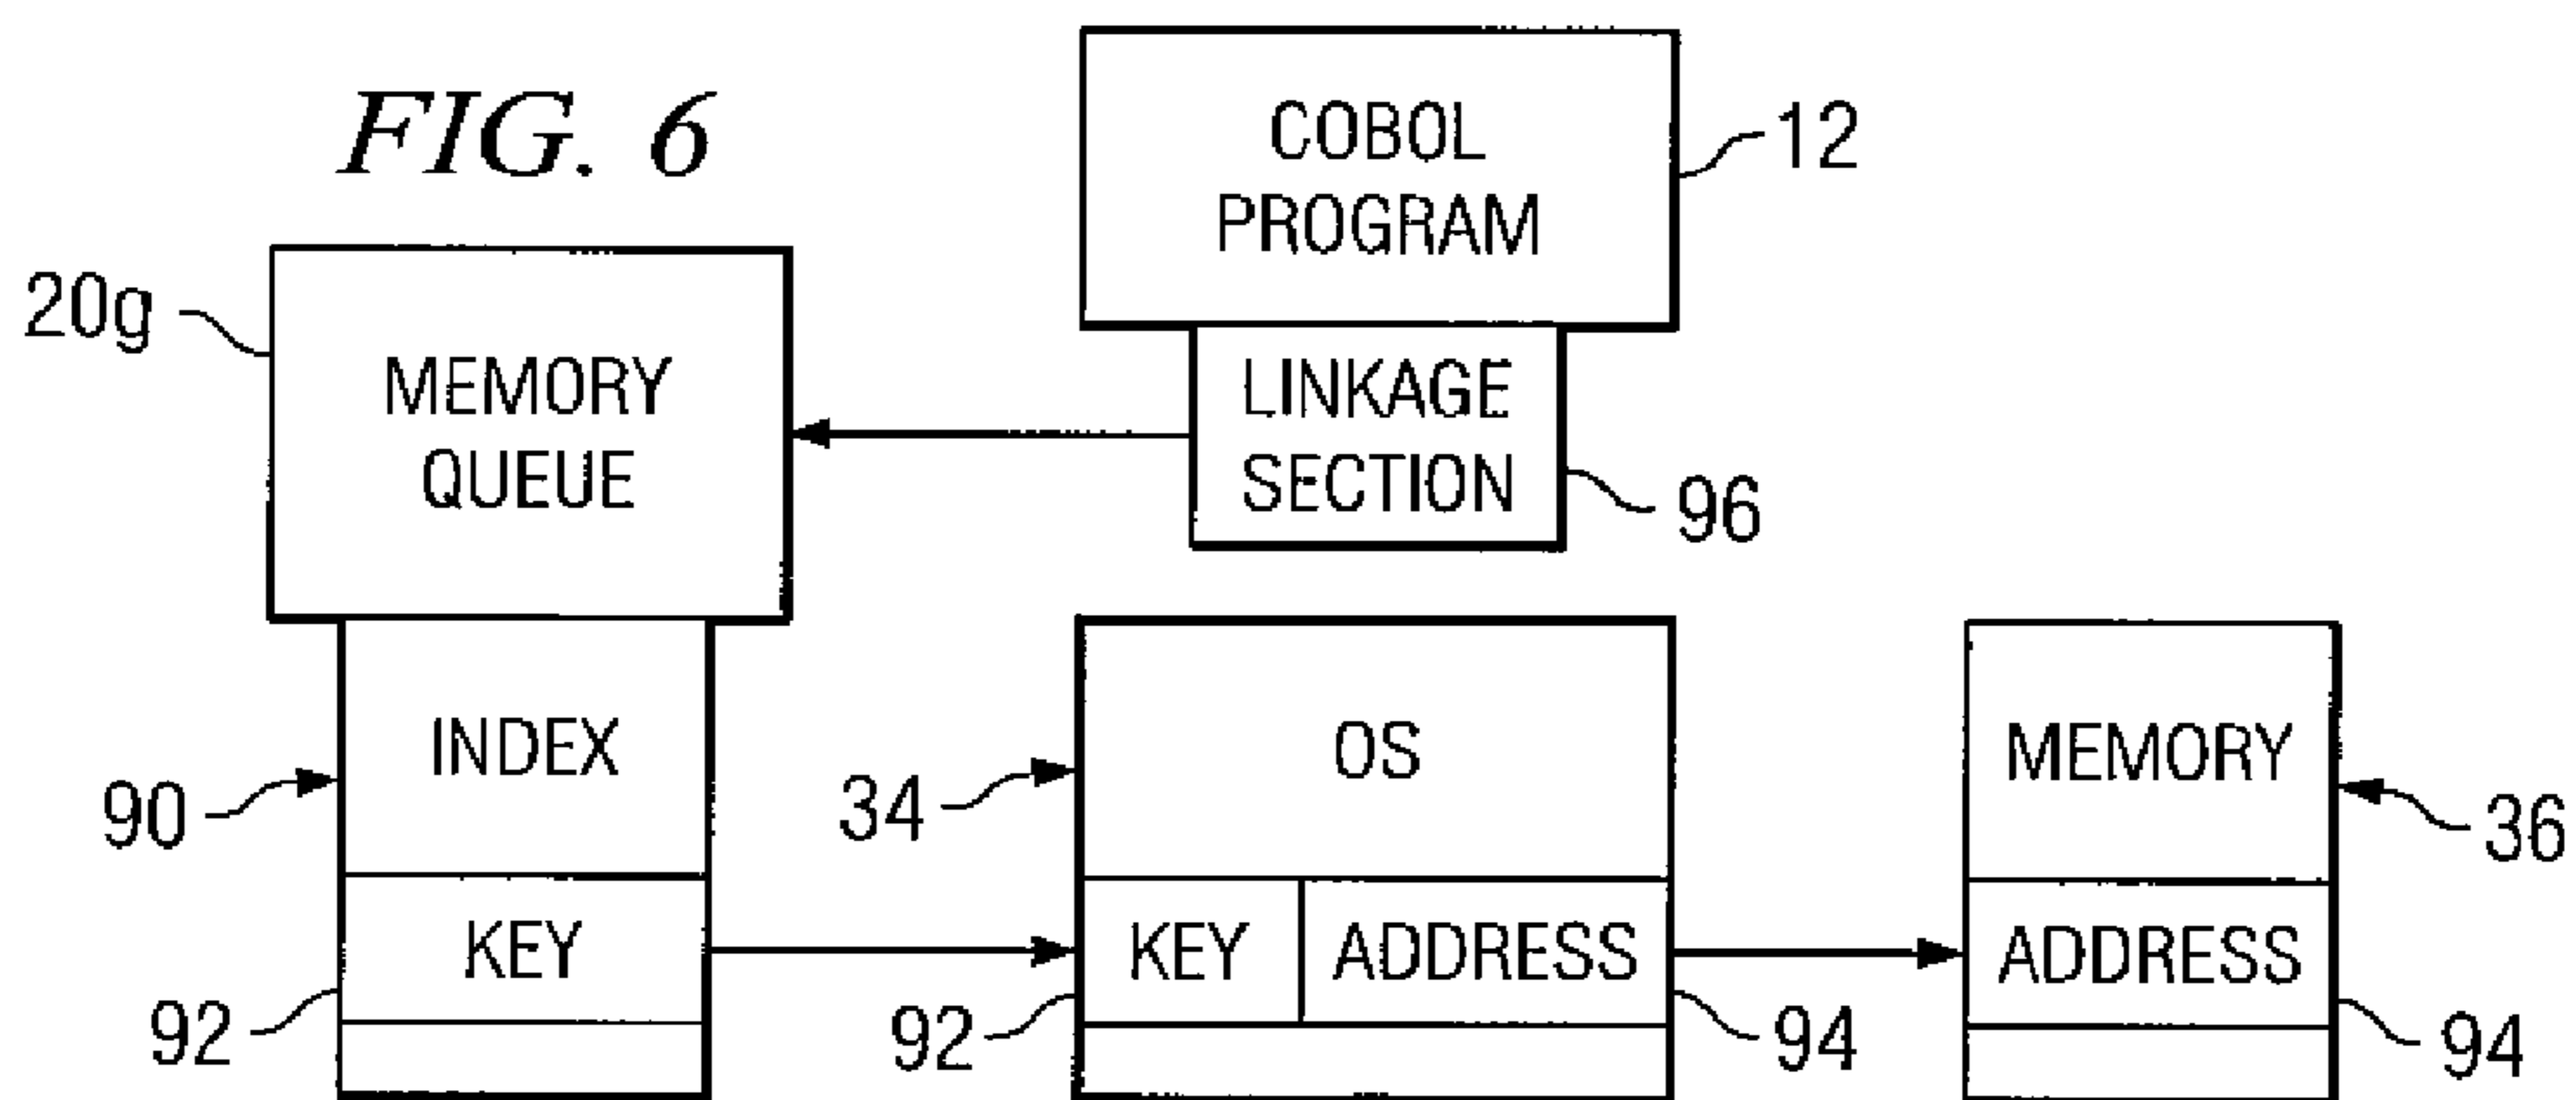 FIG. 6
COBOL
PROGRAM
12
20g
MEMORY
QUEUE
LINKAGE
SECTION
96
INDEX
90
KEY
92
OS
34
KEY
ADDRESS
92
94
MEMORY
36
ADDRESS
94